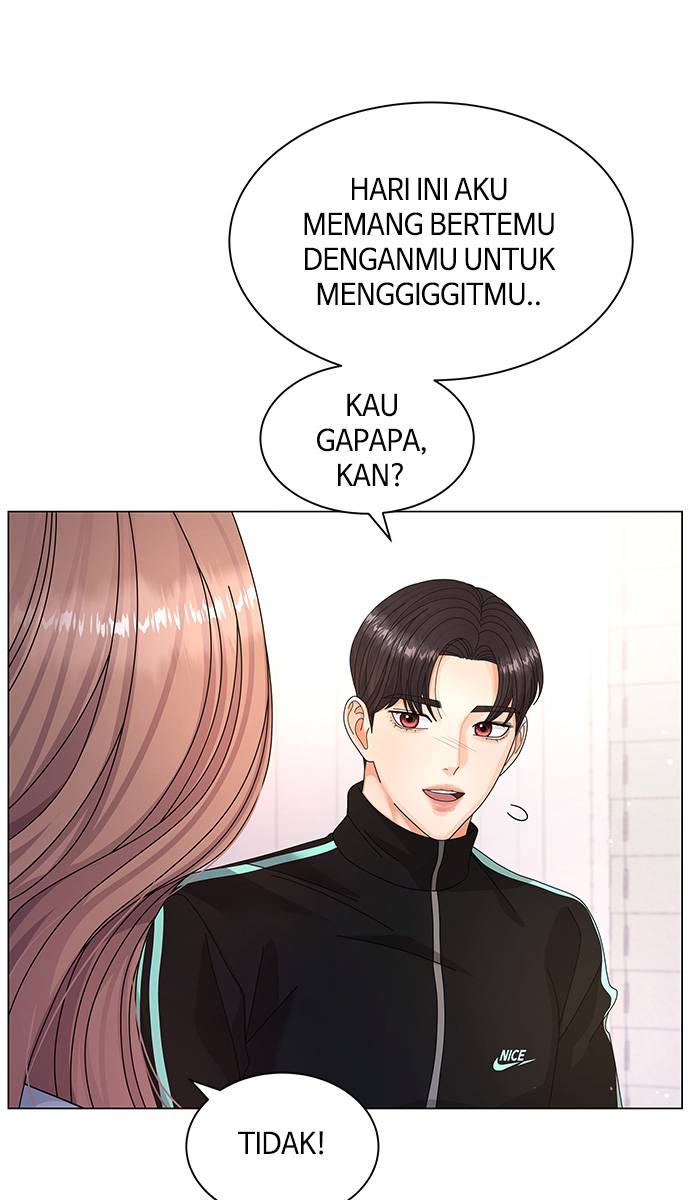 HARI INI AKU
MEMANG BERTEMU
DENGANMU UNTUK
MENGGIGGITMU..
KAU
GAPAPA,
KAN?
NICE
TIDAK!